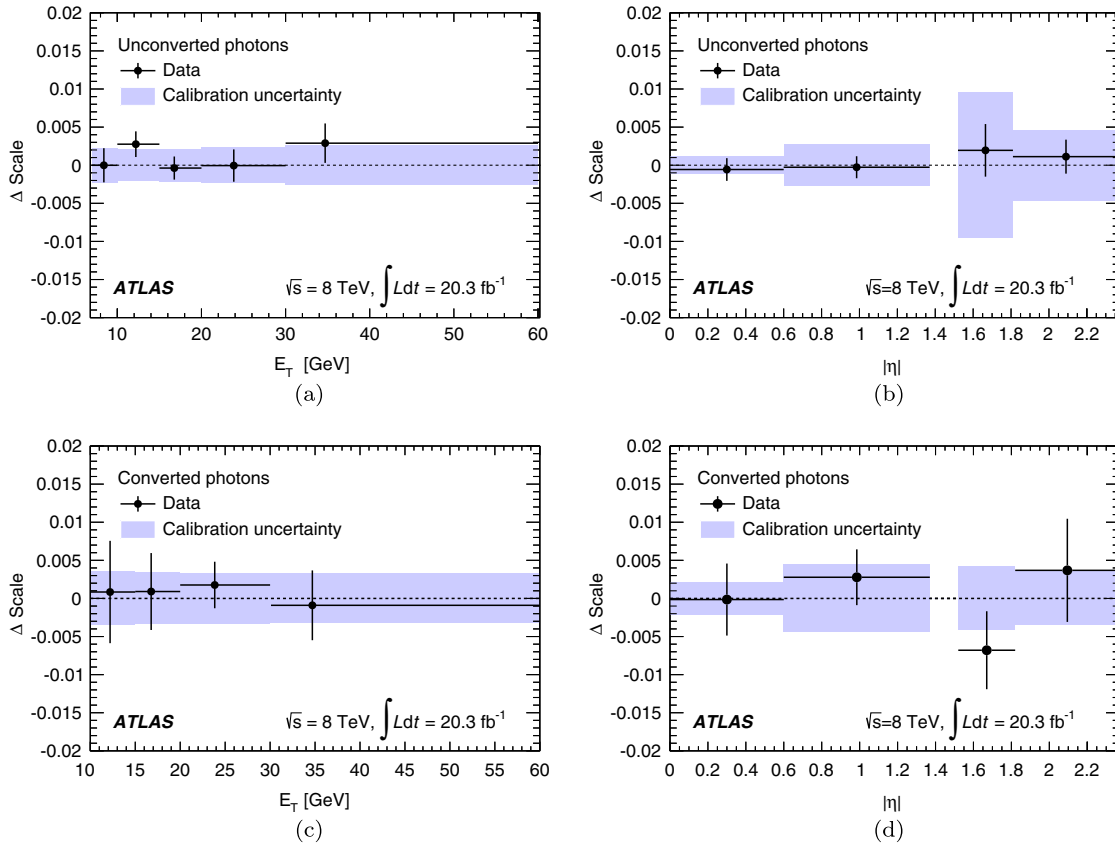 0.02
0.015
0.01
0.005
0
-0.005
-0.01
-0.015
-0.02
Δ Scale
Unconverted photons
Data
Calibration uncertainty
ATLAS
√s = 8 TeV, ∫ Ldt = 20.3 fb⁻¹
10 20 30 40 50 60
E_T [GeV]
(a)
0.02
0.015
0.01
0.005
0
-0.005
-0.01
-0.015
-0.02
Δ Scale
Unconverted photons
Data
Calibration uncertainty
ATLAS
√s=8 TeV, ∫ Ldt = 20.3 fb⁻¹
0 0.2 0.4 0.6 0.8 1 1.2 1.4 1.6 1.8 2 2.2
|η|
(b)
0.02
0.015
0.01
0.005
0
-0.005
-0.01
-0.015
-0.02
Δ Scale
Converted photons
Data
Calibration uncertainty
ATLAS
√s = 8 TeV, ∫ Ldt = 20.3 fb⁻¹
10 15 20 25 30 35 40 45 50 55 60
E_T [GeV]
(c)
0.02
0.015
0.01
0.005
0
-0.005
-0.01
-0.015
-0.02
Δ Scale
Converted photons
Data
Calibration uncertainty
ATLAS
√s=8 TeV, ∫ Ldt = 20.3 fb⁻¹
0 0.2 0.4 0.6 0.8 1 1.2 1.4 1.6 1.8 2 2.2
|η|
(d)